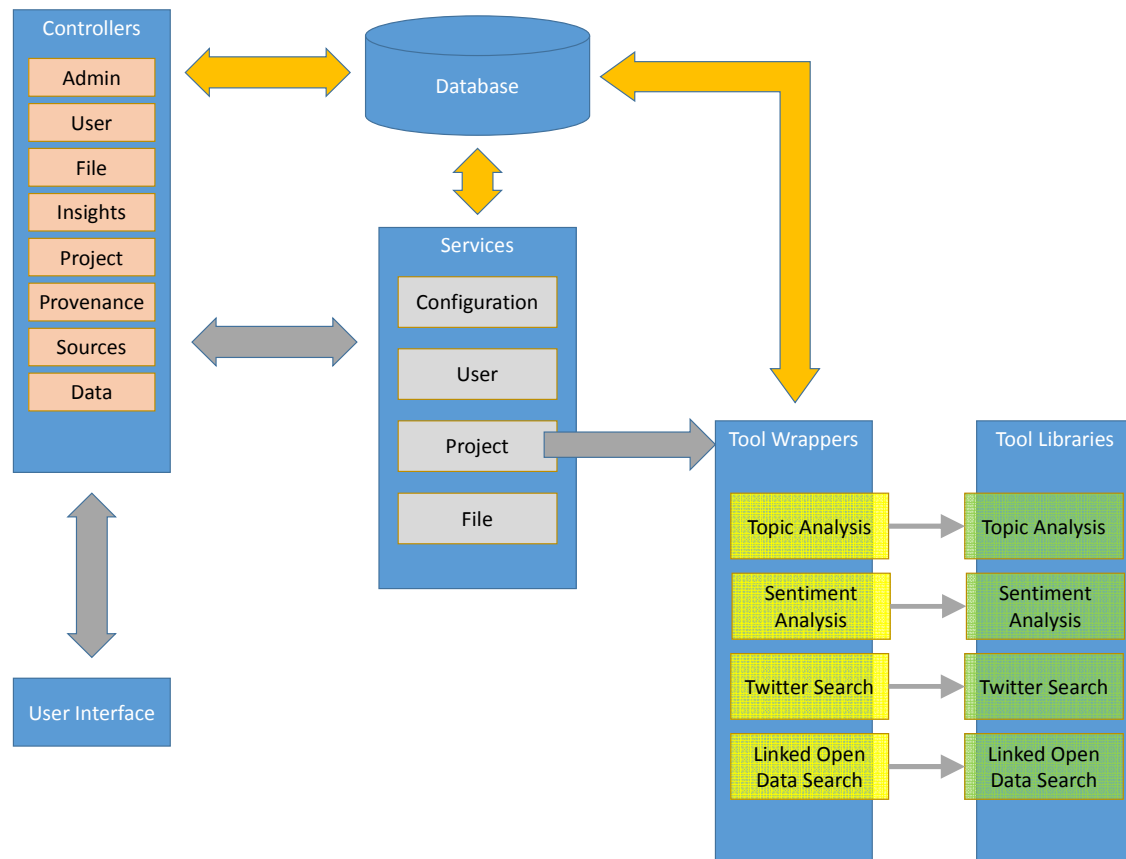 Controllers
Admin
User
File
Insights
Project
Provenance
Sources
Data
Database
Services
Configuration
User
Project
File
User Interface
Tool Wrappers
Topic Analysis
Sentiment
Analysis
Twitter Search
Linked Open
Data Search
Tool Libraries
Topic Analysis
Sentiment
Analysis
Twitter Search
Linked Open
Data Search